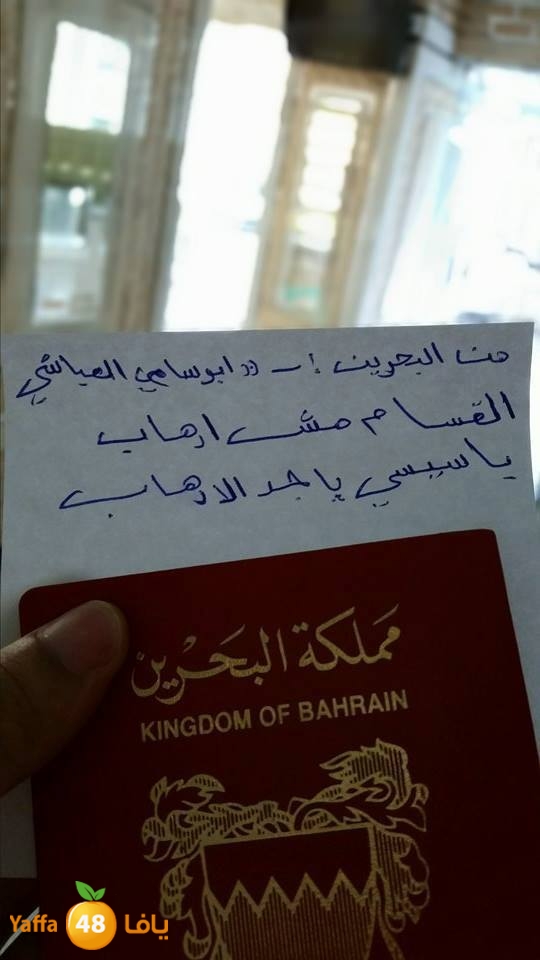 من البحرين :- "ابو سامي العباشي
القسام مش ارهاب
يا سيسي يا جد الارهاب
مملكة البحرين
KINGDOM OF BAHRAIN
Yaffa 48 يافا